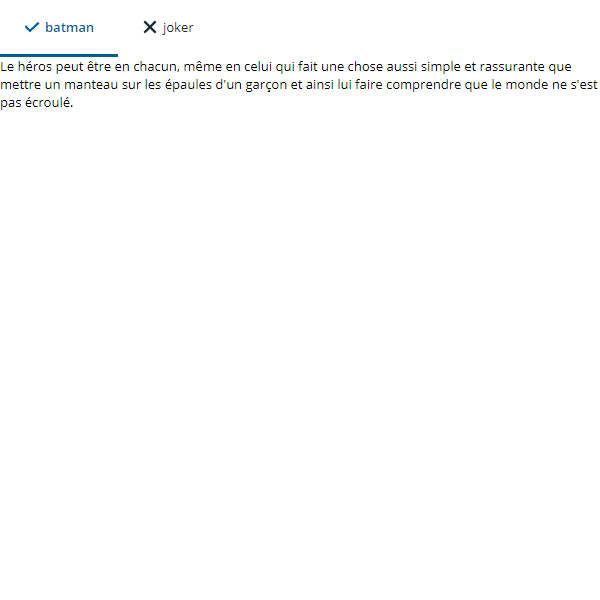 batman
joker
Le héros peut être en chacun, même en celui qui fait une chose aussi simple et rassurante que
mettre un manteau sur les épaules d'un garçon et ainsi lui faire comprendre que le monde ne s'est
pas écroulé.